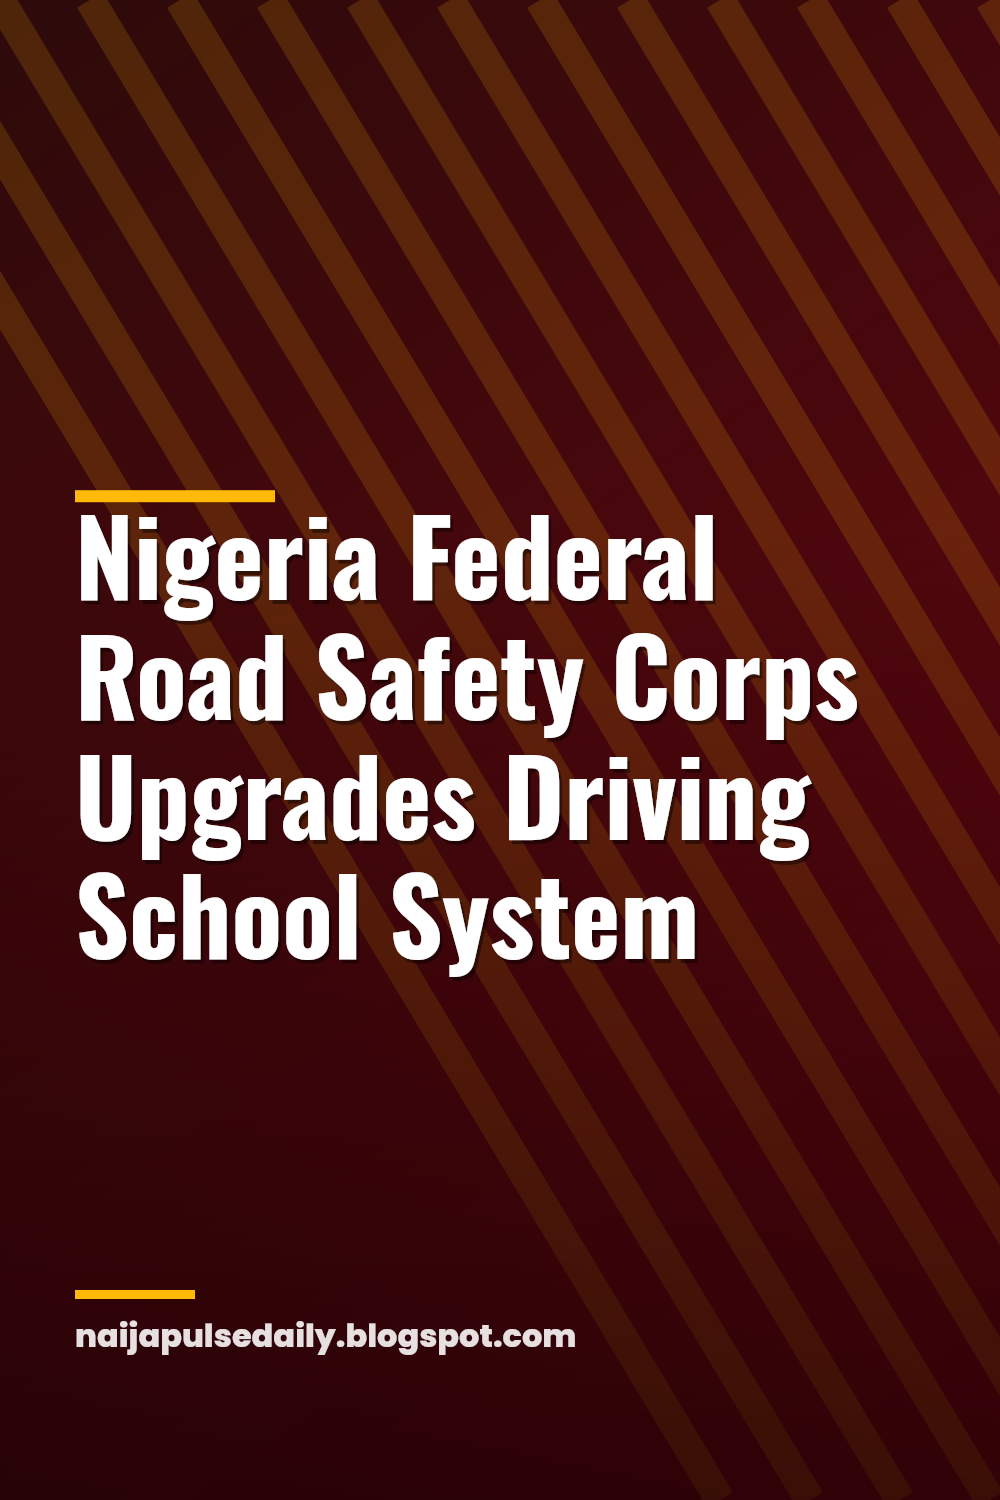 Nigeria Federal
Road Safety Corps
Upgrades Driving
School System
naijapulsedaily.blogspot.com